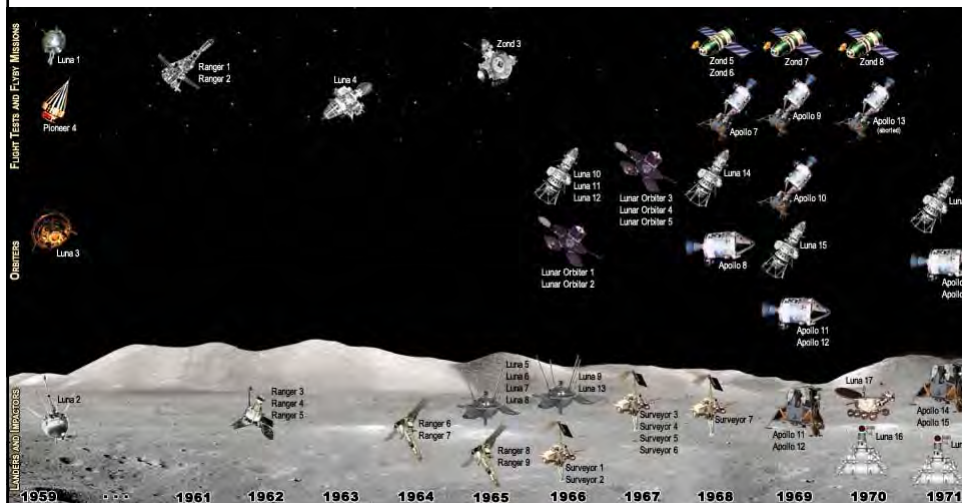 FLIGHT TESTS AND FLYBY MISSIONS
Luna 1
Pioneer 4
Ranger 1
Ranger 2
Luna 4
Zond 3
Zond 5
Zond 6
Zond 7
Zond 8
Apollo 7
Apollo 9
Apollo 13
(aborted)
ORBITERS
Luna 3
Luna 10
Luna 11
Luna 12
Lunar Orbiter 1
Lunar Orbiter 2
Lunar Orbiter 3
Lunar Orbiter 4
Lunar Orbiter 5
Luna 14
Apollo 8
Apollo 10
Luna 15
Apollo 11
Apollo 12
Luna
Apollo
Apollo
LANDERS AND IMPACTORS
Luna 2
Ranger 3
Ranger 4
Ranger 5
Ranger 6
Ranger 7
Luna 5
Luna 6
Luna 7
Luna 8
Ranger 8
Ranger 9
Luna 9
Luna 13
Surveyor 1
Surveyor 2
Surveyor 3
Surveyor 4
Surveyor 5
Surveyor 6
Surveyor 7
Apollo 11
Apollo 12
Luna 17
Luna 16
Apollo 14
Apollo 15
1959 ... 1961 1962 1963 1964 1965 1966 1967 1968 1969 1970 1971